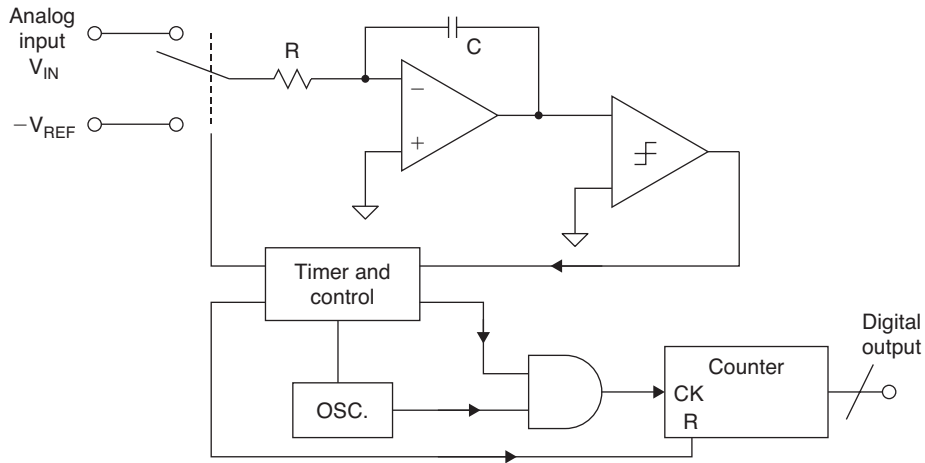 Analog
input
V_IN
−V_REF
R
C
−
+
Timer and
control
OSC.
Counter
CK
R
Digital
output